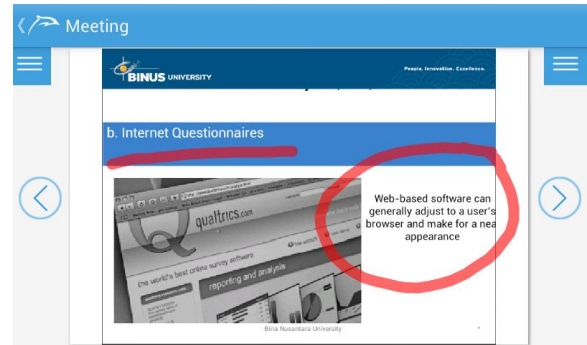 Meeting
BINUS UNIVERSITY
People. Innovation. Excellence.
b. Internet Questionnaires
qualtrics.com
the world's best online survey software
reporting and analysis
Web-based software can
generally adjust to a user's
browser and make for a nea
appearance
Bina Nusantara University